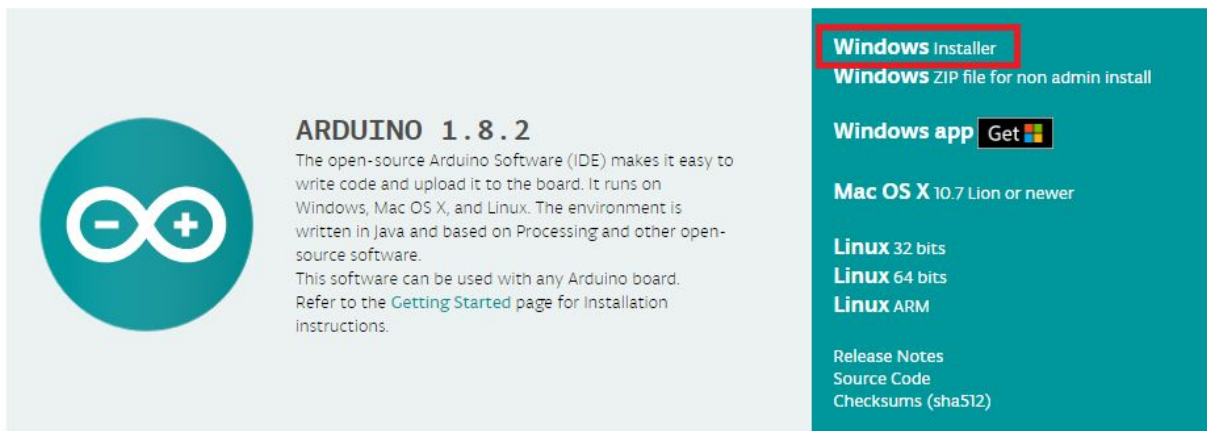 ARDUINO 1.8.2
The open-source Arduino Software (IDE) makes it easy to
write code and upload it to the board. It runs on
Windows, Mac OS X, and Linux. The environment is
written in Java and based on Processing and other open-
source software.
This software can be used with any Arduino board.
Refer to the Getting Started page for Installation
instructions.
Windows Installer
Windows ZIP file for non admin install
Windows app Get
Mac OS X 10.7 Lion or newer
Linux 32 bits
Linux 64 bits
Linux ARM
Release Notes
Source Code
Checksums (sha512)